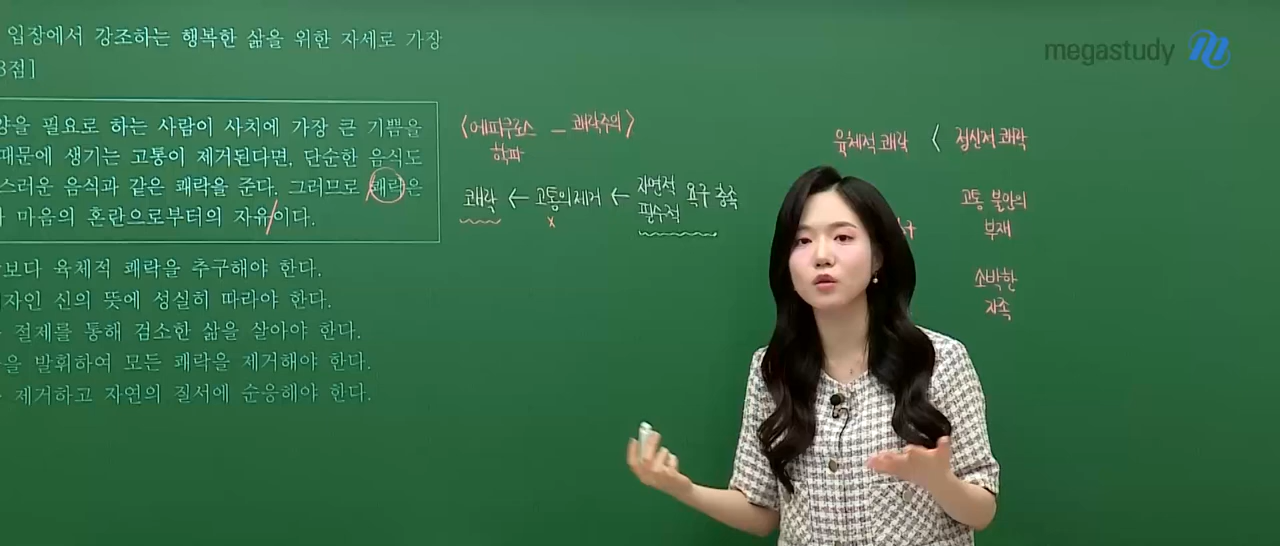 입장에서 강조하는 행복한 삶을 위한 자세로 가장
3점]
megastudy
필요로 하는 사람이 사치에 가장 큰 기쁨을
때문에 생기는 고통이 제거된다면, 단순한 음식도
스러운 음식과 같은 쾌락을 준다. 그러므로 쾌락은
마음의 혼란으로부터의 자유이다.
보다 육체적 쾌락을 추구해야 한다.
자인 신의 뜻에 성실히 따라야 한다.
절제를 통해 검소한 삶을 살아야 한다.
을 발휘하여 모든 쾌락을 제거해야 한다.
제거하고 자연의 질서에 순응해야 한다.
<에피쿠로스 - 쾌락주의>
학파
쾌락 ← 고통의 제거 ← 자연적 필수적 욕구 충족
x
육체적 쾌락 < 정신적 쾌락
고통 불안의
부재
소박한
자족